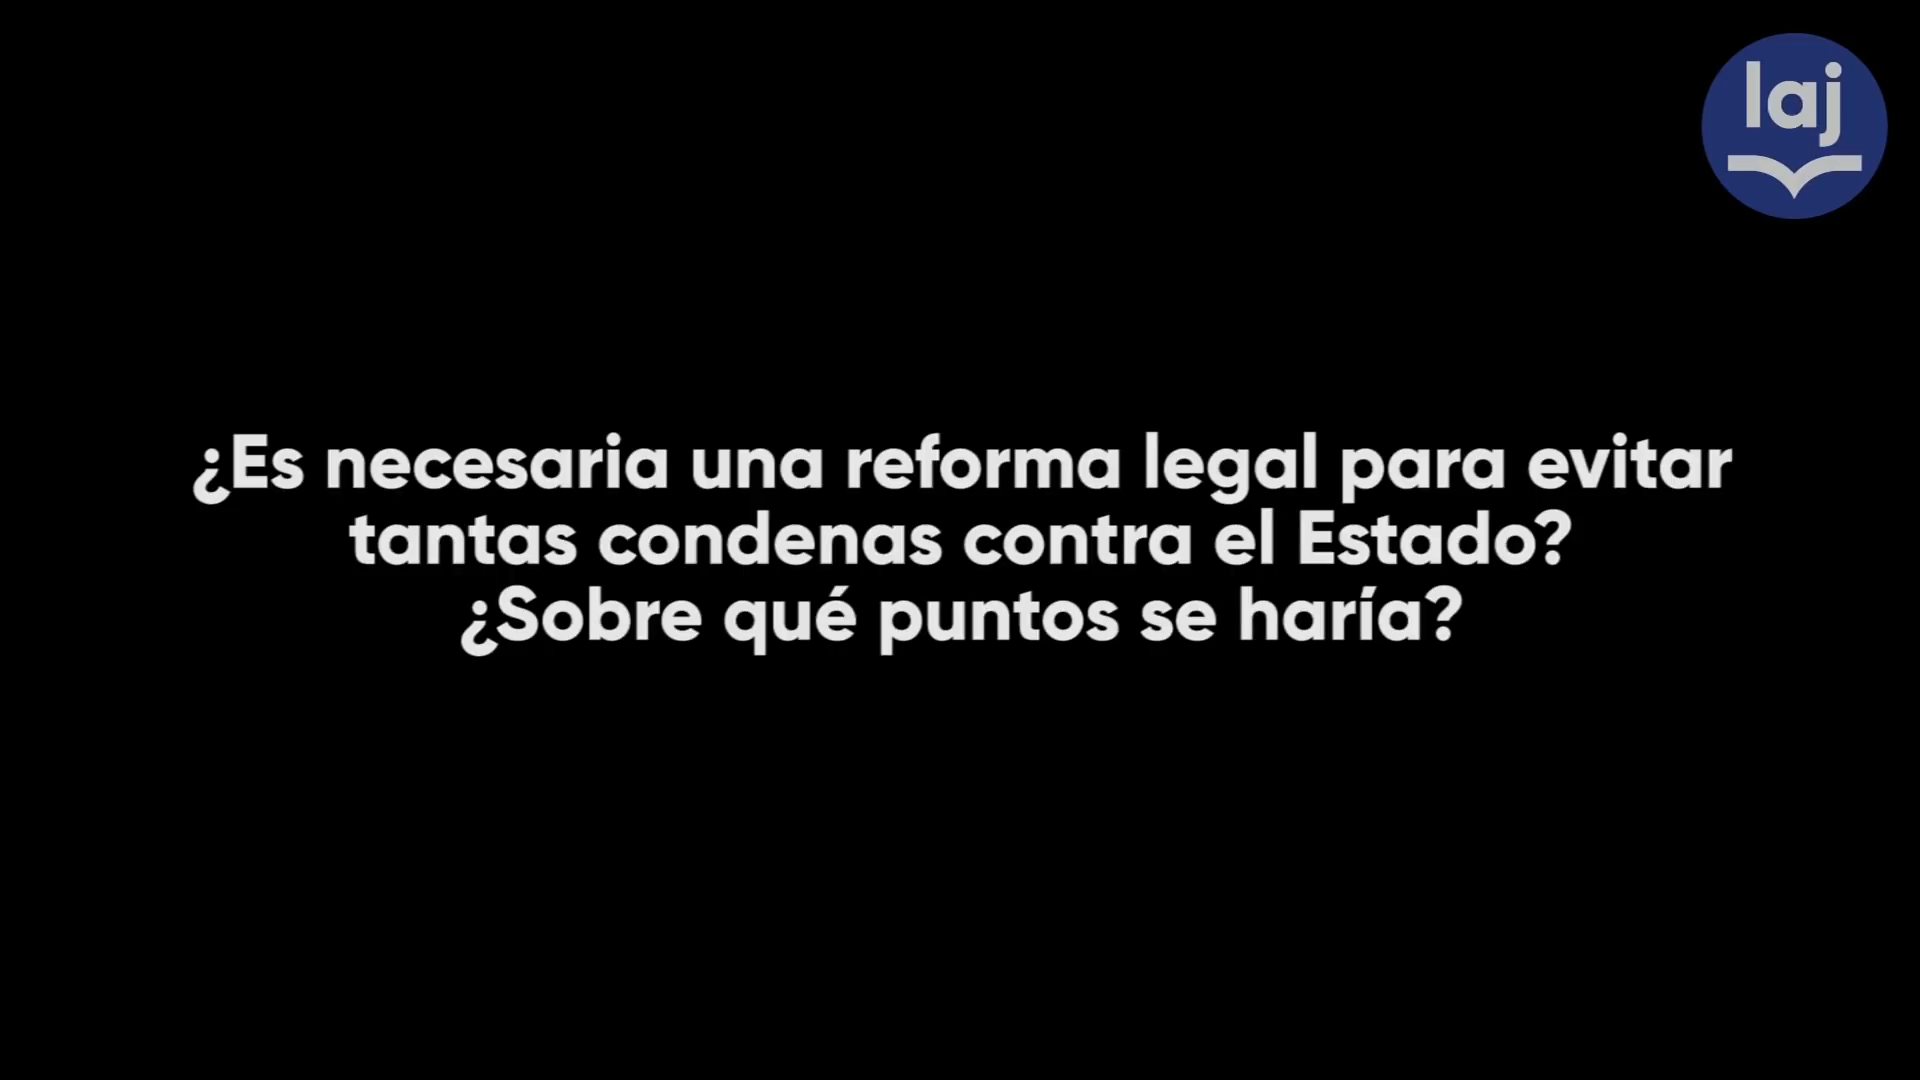 laj
¿Es necesaria una reforma legal para evitar
tantas condenas contra el Estado?
¿Sobre qué puntos se haría?